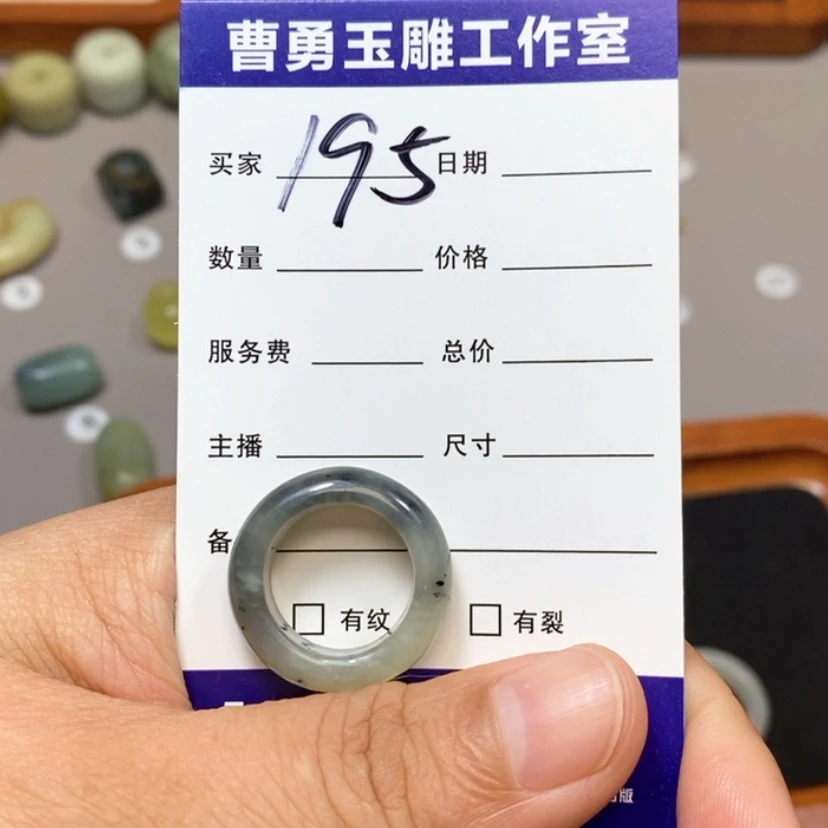 曹勇玉雕工作室
买家 195 日期
数量 价格
服务费 总价
主播 尺寸
备
有纹 有裂
版